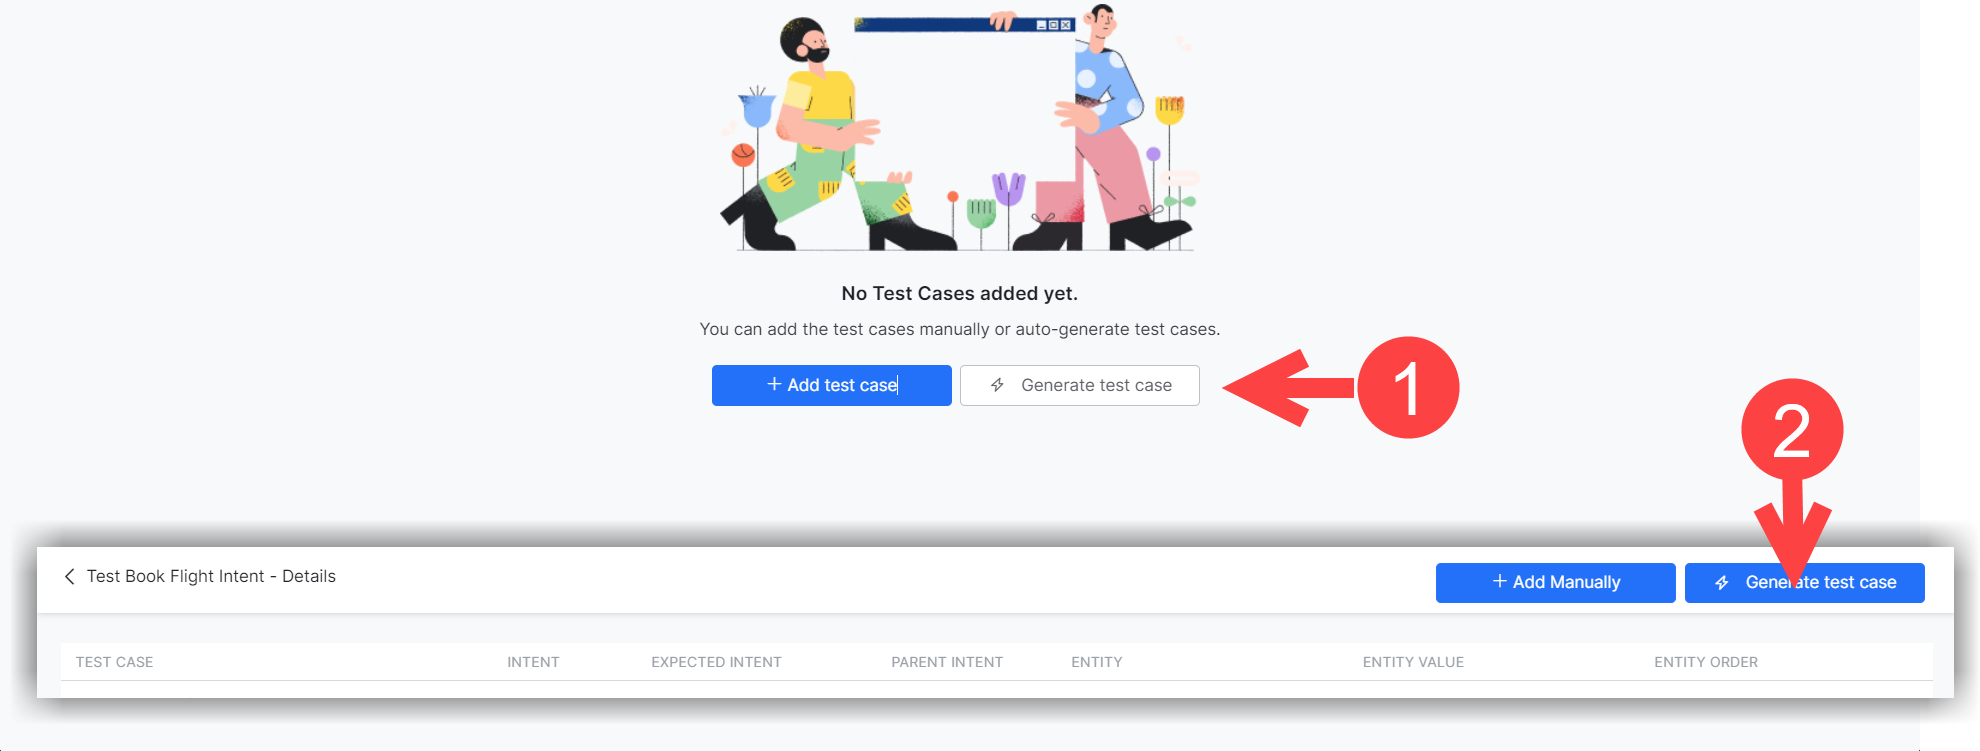 No Test Cases added yet.
You can add the test cases manually or auto-generate test cases.
+ Add test case
Generate test case
1
2
Test Book Flight Intent - Details
+ Add Manually
Generate test case
TEST CASE INTENT EXPECTED INTENT PARENT INTENT ENTITY ENTITY VALUE ENTITY ORDER